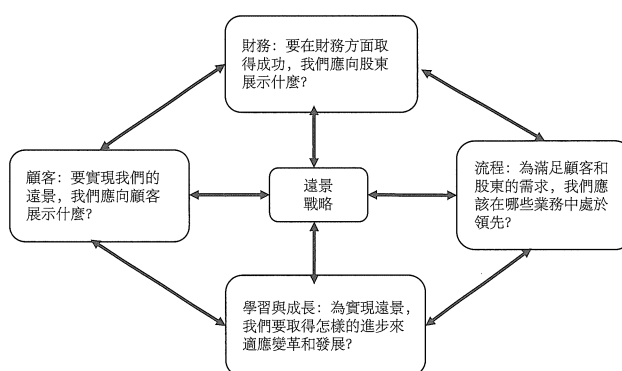 財務：要在財務方面取
得成功，我們應向股東
展示什麼？
顧客：要實現我們的
遠景，我們應向顧客
展示什麼？
遠景
戰略
流程：為滿足顧客和
股東的需求，我們應
該在哪些業務中處於
領先？
學習與成長：為實現遠景，
我們要取得怎樣的進步來
適應變革和發展？